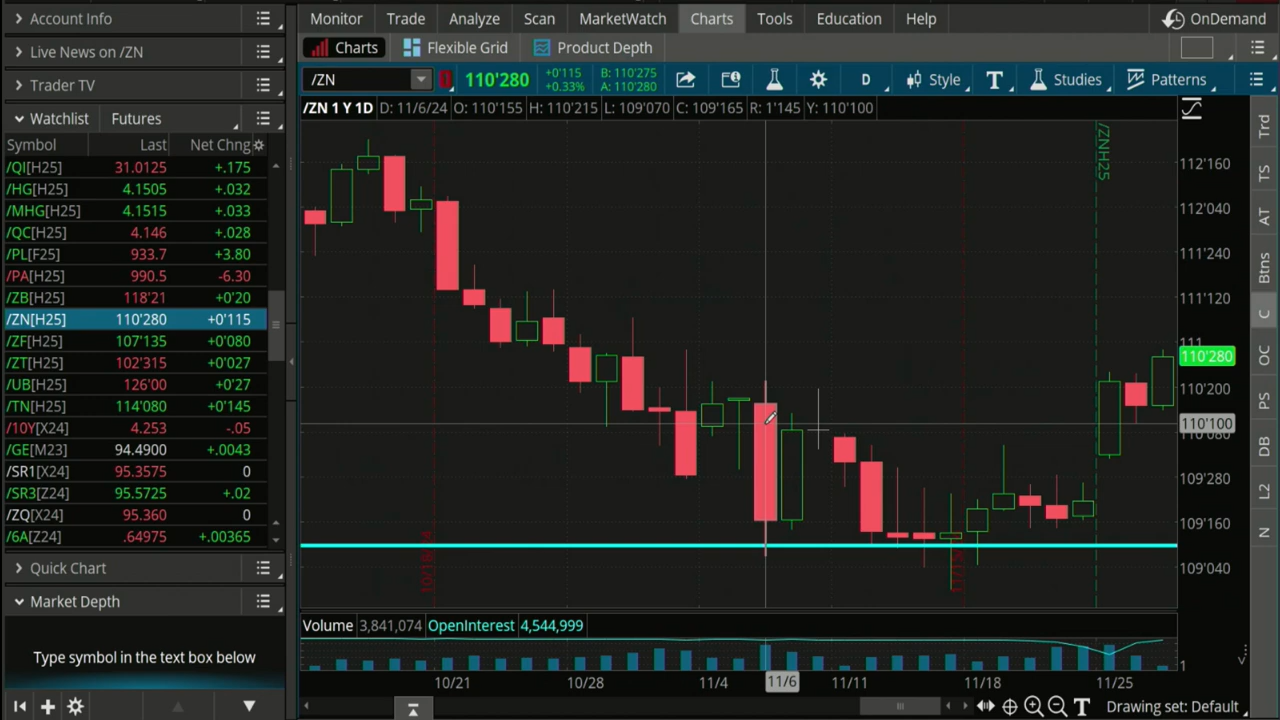 Account Info
Monitor Trade Analyze Scan MarketWatch Charts Tools Education Help OnDemand
Live News on /ZN
Charts Flexible Grid Product Depth
Trader TV
/ZN 110'280 +0'115 +0.33% B: 110'275 A: 110'280 D Style T Studies Patterns
/ZN 1 Y 1D D: 11/6/24 O: 110'155 H: 110'215 L: 109'070 C: 109'165 R: 1'145 Y: 110'100
Watchlist Futures
Symbol Last Net Chng
/QI[H25] 31.0125 +.175
/HG[H25] 4.1505 +.032
/MHG[H25] 4.1515 +.033
/QC[H25] 4.146 +.028
/PL[F25] 933.7 +3.80
/PA[H25] 990.5 -6.30
/ZB[H25] 118'21 +0'20
/ZN[H25] 110'280 +0'115
/ZF[H25] 107'135 +0'080
/ZT[H25] 102'315 +0'027
/UB[H25] 126'00 +0'27
/TN[H25] 114'080 +0'145
/10Y[X24] 4.253 -.05
/GE[M23] 94.4900 +.0043
/SR1[X24] 95.3575 0
/SR3[Z24] 95.5725 +.02
/ZQ[X24] 95.360 0
/6A[Z24] .64975 +.00365
Quick Chart
Market Depth
Type symbol in the text box below
/ZNH25
10/18/24
112'160
112'040
111'240
111'120
111
110'280
110'200
110'100
110'080
109'280
109'160
109'040
Volume 3,841,074 OpenInterest 4,544,999
1
10/21 10/28 11/4 11/6 11/11 11/18 11/25
T Drawing set: Default
Trd
TS
AT
Btns
C
OC
PS
DB
L2
N